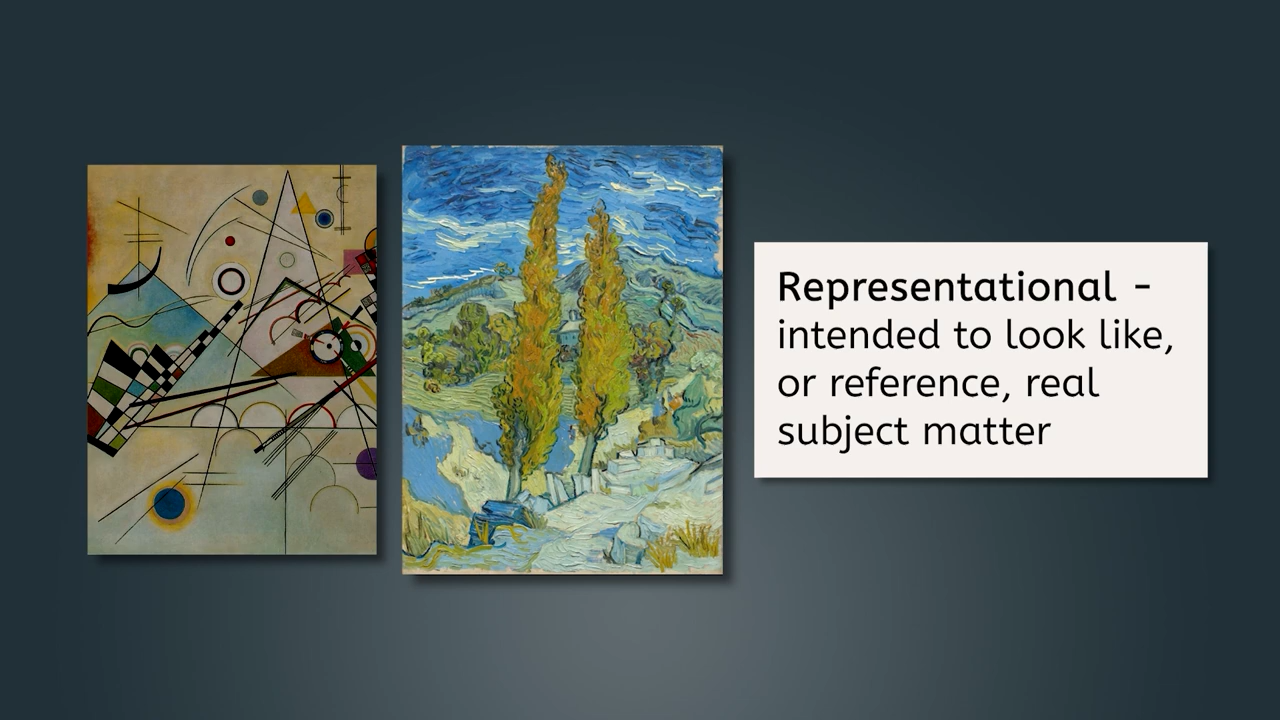 Representational -
intended to look like,
or reference, real
subject matter